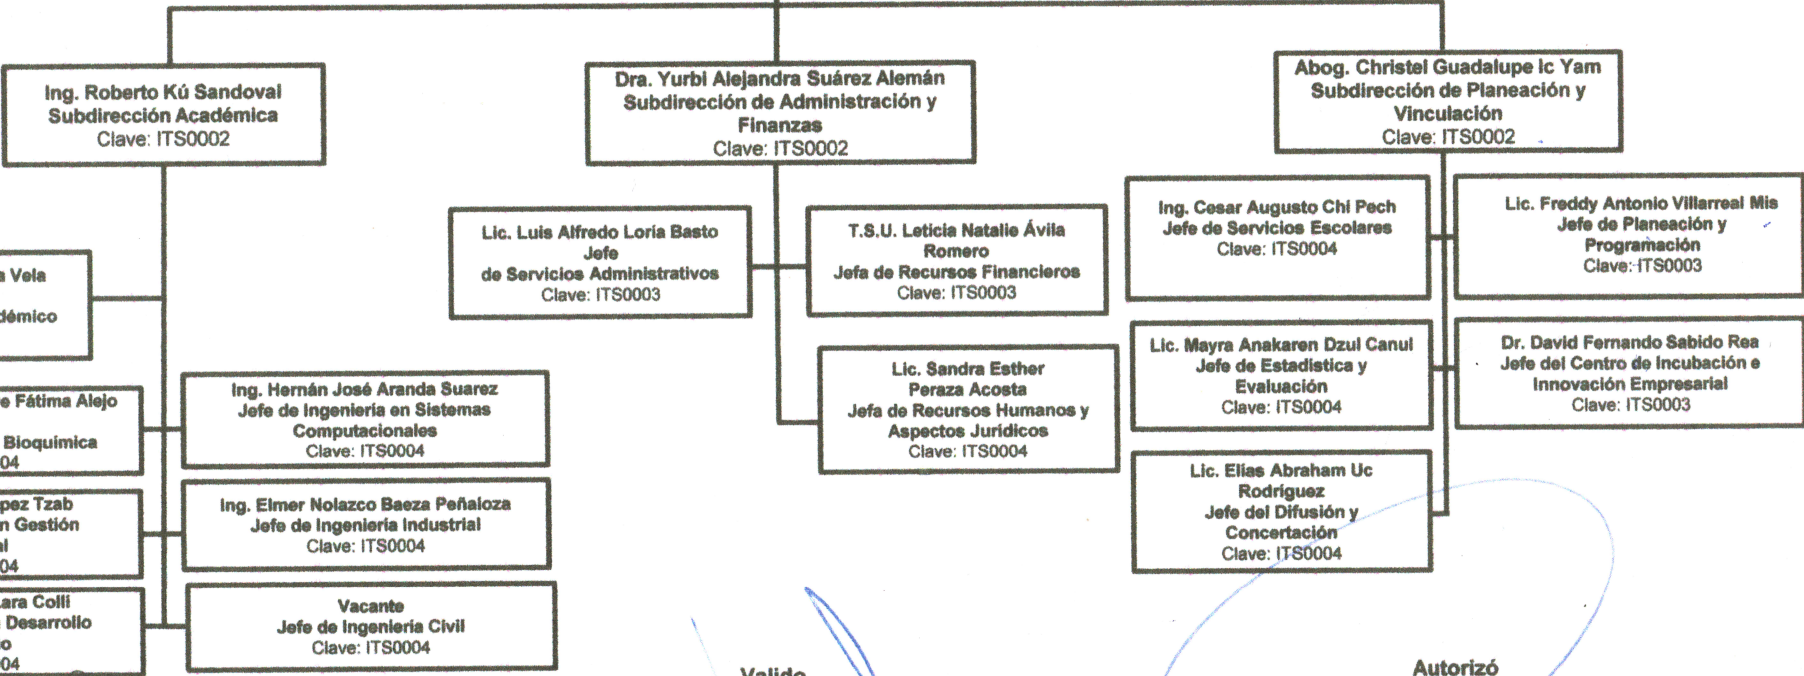 Ing. Roberto Kú Sandoval
Subdirección Académica
Clave: ITS0002
Dra. Yurbi Alejandra Suárez Alemán
Subdirección de Administración y
Finanzas
Clave: ITS0002
Abog. Christel Guadalupe Ic Yam
Subdirección de Planeación y
Vinculación
Clave: ITS0002
Vela
démico
e Fátima Alejo
Bioquímica
04
pez Tzab
n Gestión
al
04
Lara Colli
Desarrollo
o
04
Ing. Hernán José Aranda Suarez
Jefe de Ingeniería en Sistemas
Computacionales
Clave: ITS0004
Ing. Elmer Nolazco Baeza Peñaloza
Jefe de Ingeniería Industrial
Clave: ITS0004
Vacante
Jefe de Ingeniería Civil
Clave: ITS0004
Lic. Luis Alfredo Loría Basto
Jefe
de Servicios Administrativos
Clave: ITS0003
T.S.U. Leticia Natalie Ávila
Romero
Jefa de Recursos Financieros
Clave: ITS0003
Lic. Sandra Esther
Peraza Acosta
Jefa de Recursos Humanos y
Aspectos Jurídicos
Clave: ITS0004
Ing. Cesar Augusto Chi Pech
Jefe de Servicios Escolares
Clave: ITS0004
Lic. Freddy Antonio Villarreal Mis
Jefe de Planeación y
Programación
Clave: ITS0003
Lic. Mayra Anakaren Dzul Canul
Jefe de Estadistica y
Evaluación
Clave: ITS0004
Dr. David Fernando Sabido Rea
Jefe del Centro de Incubación e
Innovación Empresarial
Clave: ITS0003
Lic. Elías Abraham Uc
Rodríguez
Jefe del Difusión y
Concertación
Clave: ITS0004
Valido
Autorizó